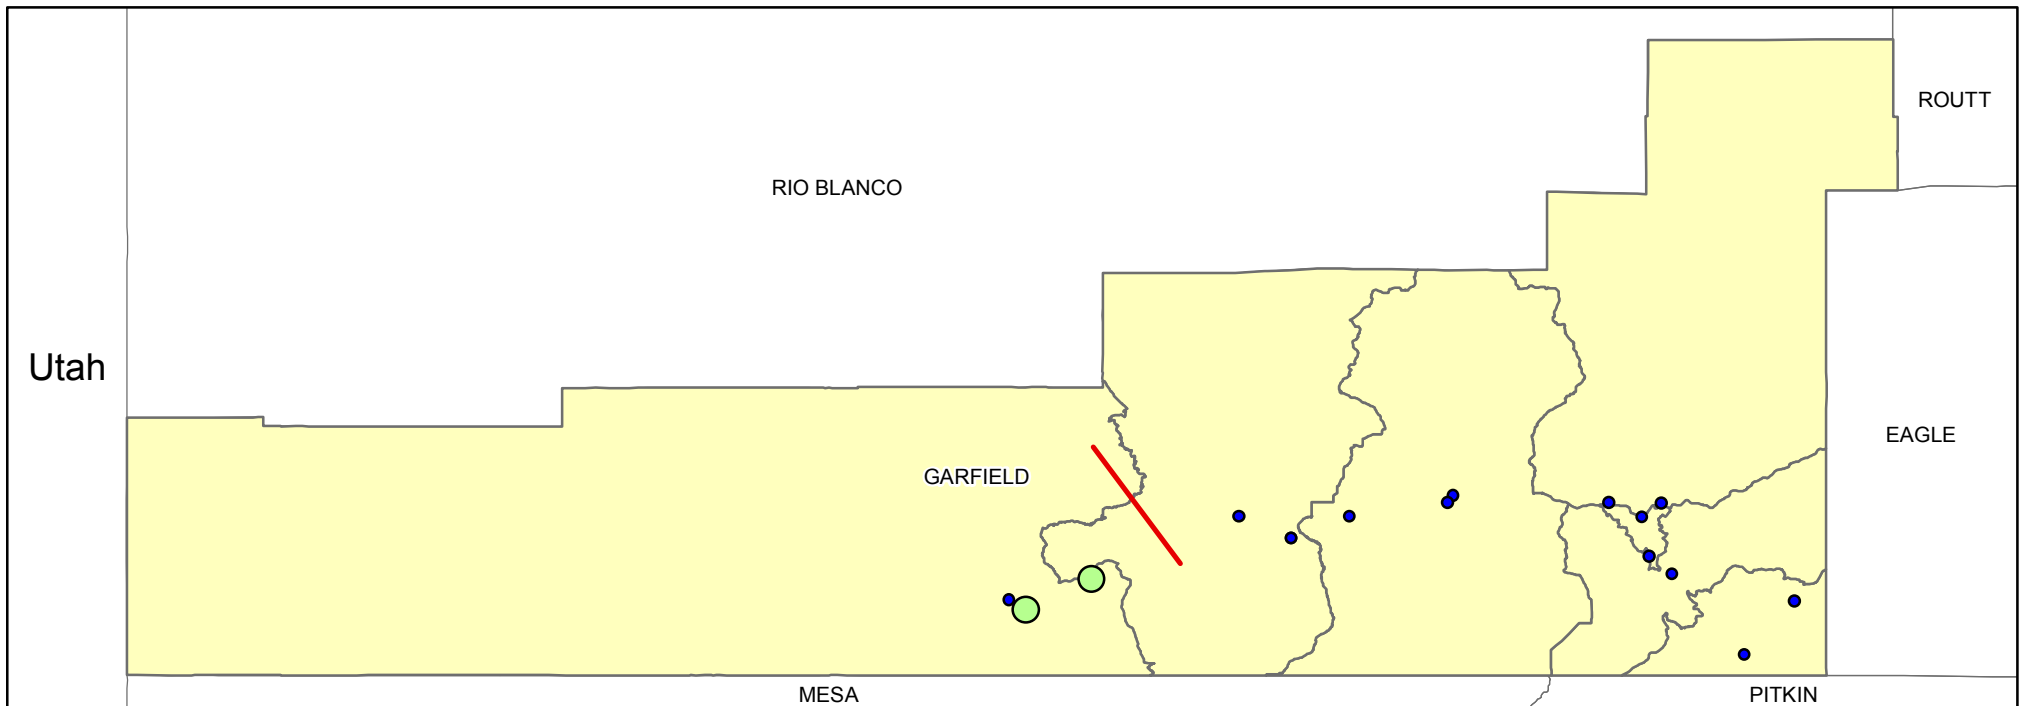 ROUTT
RIO BLANCO
Utah
EAGLE
GARFIELD
MESA
PITKIN